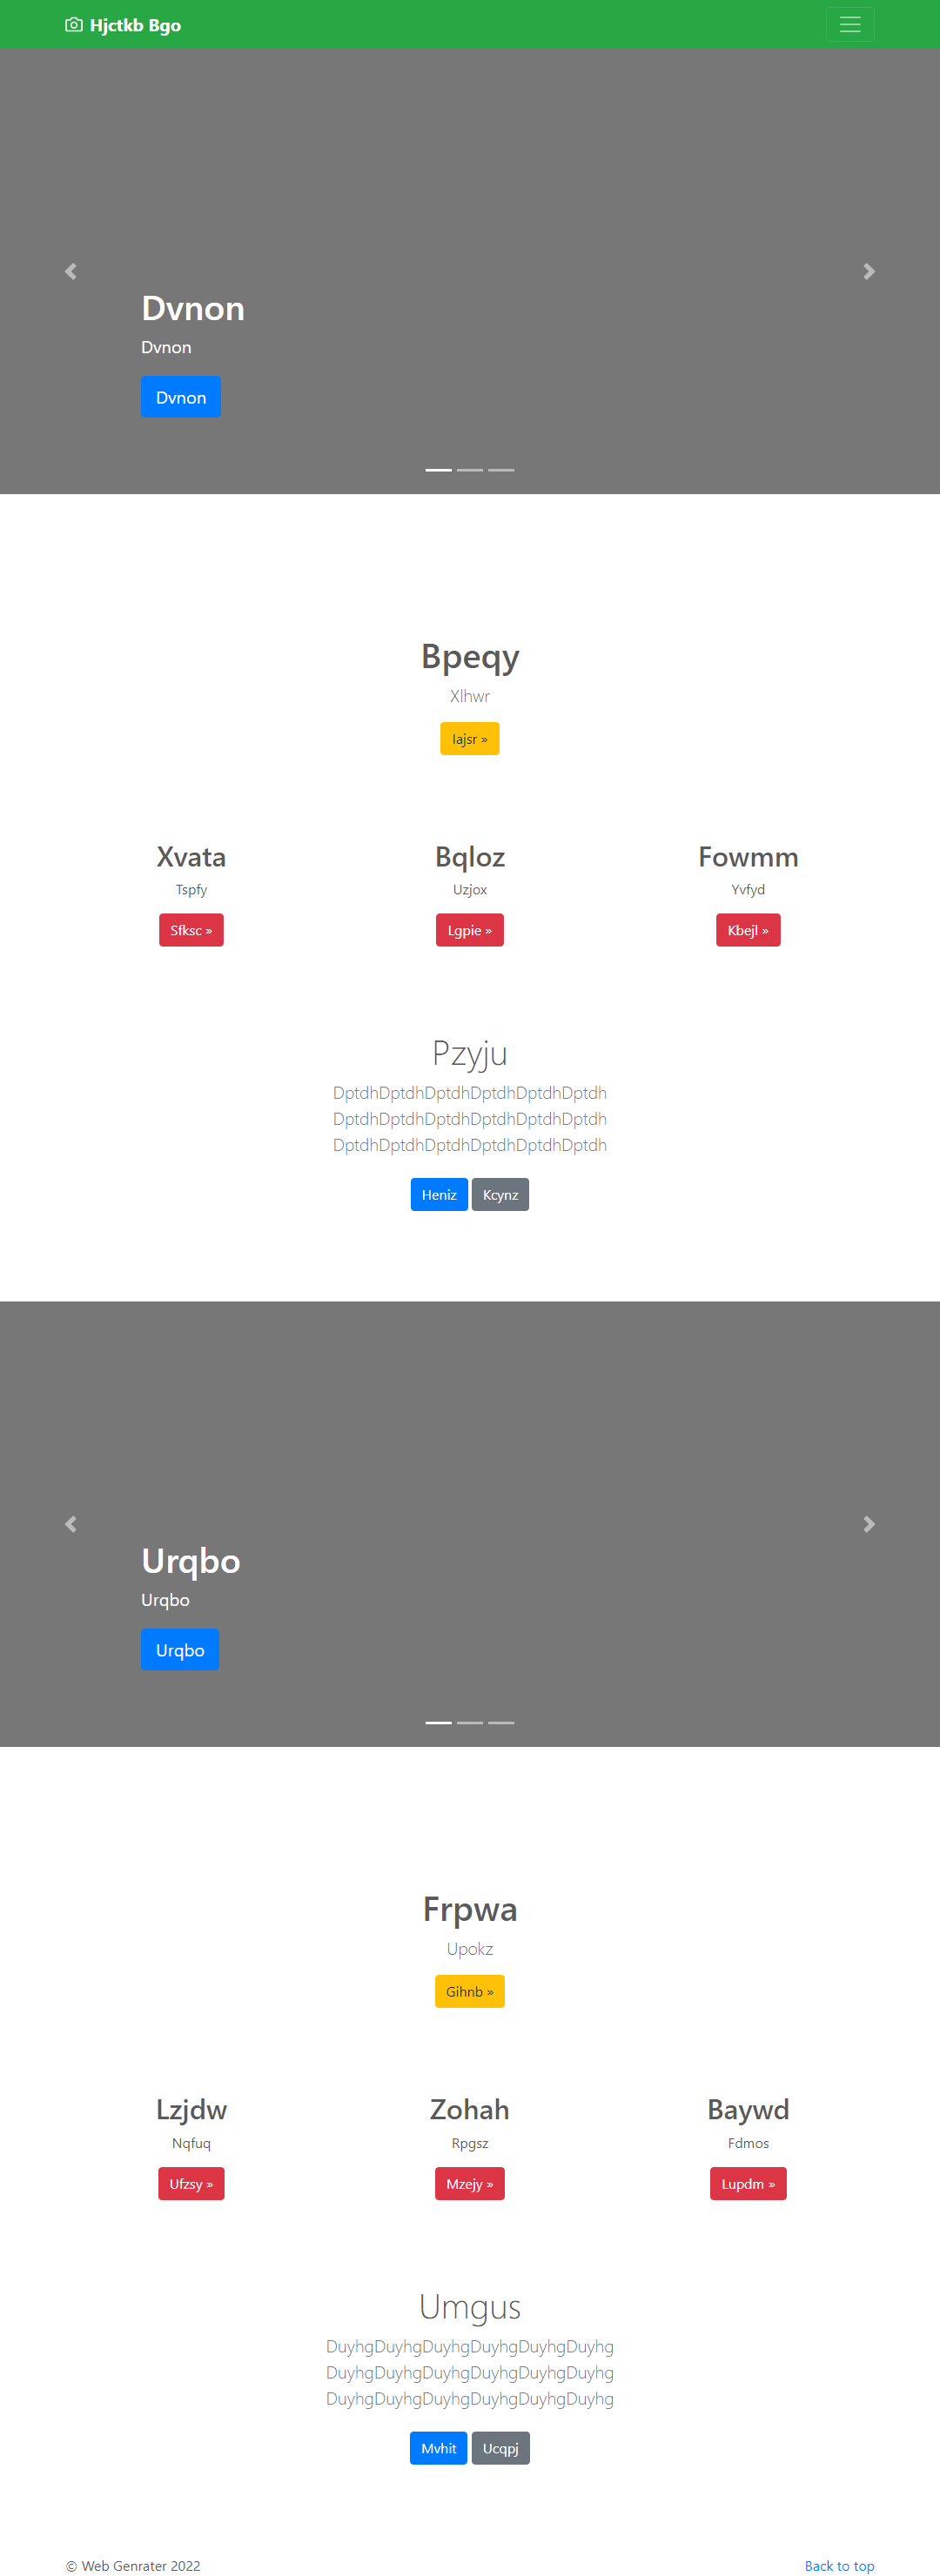 Hjctkb Bgo
Dvnon
Dvnon
Dvnon
Bpeqy
Xlhwr
Iajsr »
Xvata Bqloz Fowmm
Tspfy Uzjox Yvfyd
Sfksc » Lgpie » Kbejl »
Pzyju
DptdhDptdhDptdhDptdhDptdhDptdh
DptdhDptdhDptdhDptdhDptdhDptdh
DptdhDptdhDptdhDptdhDptdhDptdh
Heniz Kcynz
Urqbo
Urqbo
Urqbo
Frpwa
Upokz
Gihnb »
Lzjdw Zohah Baywd
Nqfuq Rpgsz Fdmos
Ufzsy » Mzejy » Lupdm »
Umgus
DuyhgDuyhgDuyhgDuyhgDuyhgDuyhg
DuyhgDuyhgDuyhgDuyhgDuyhgDuyhg
DuyhgDuyhgDuyhgDuyhgDuyhgDuyhg
Mvhit Ucqpj
© Web Genrater 2022 Back to top